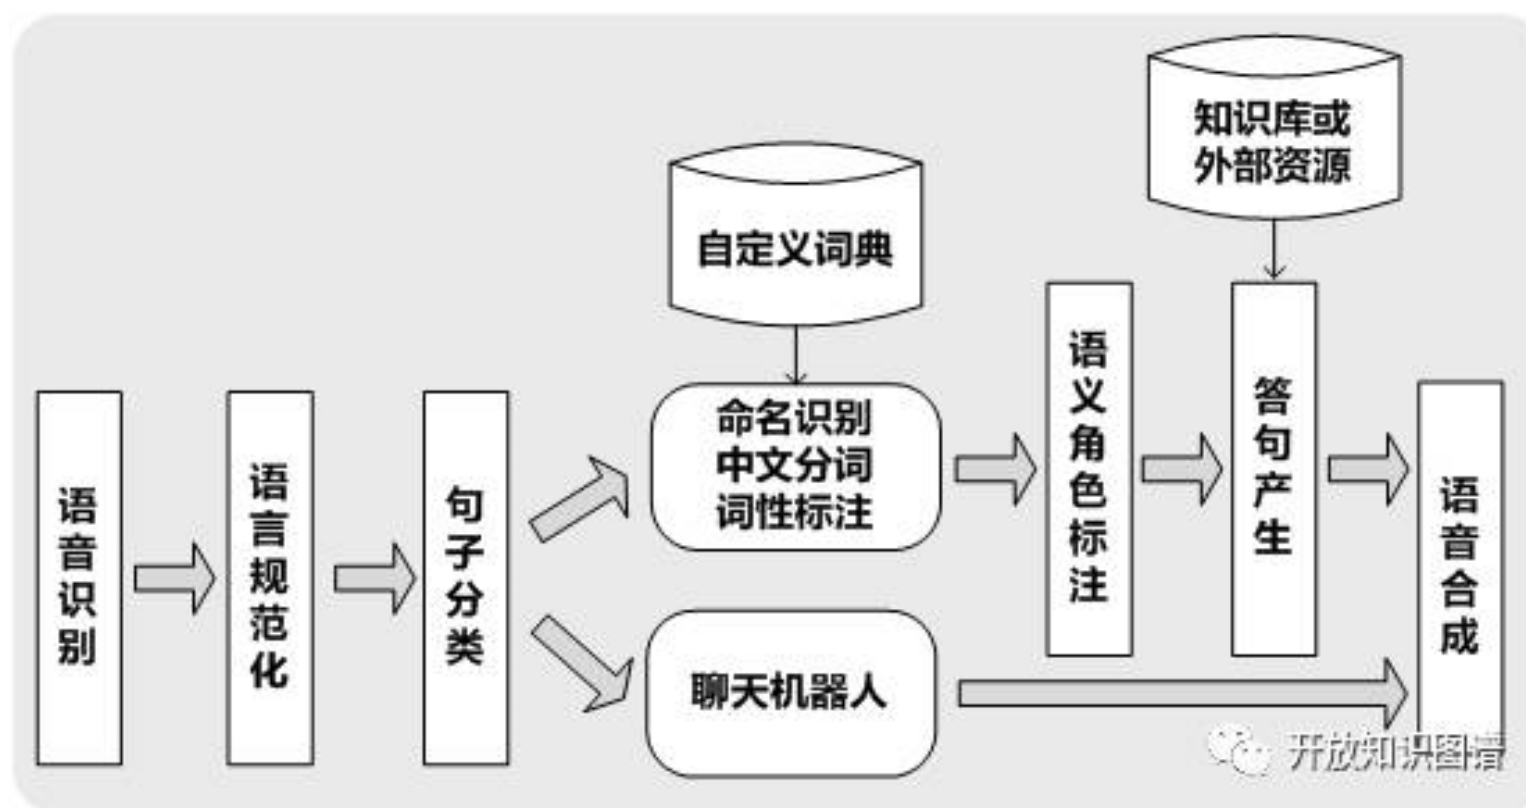 知识库或
外部资源
自定义词典
语音识别
语言规范化
句子分类
命名识别
中文分词
词性标注
聊天机器人
语义角色标注
答句产生
语音合成
开放知识图谱